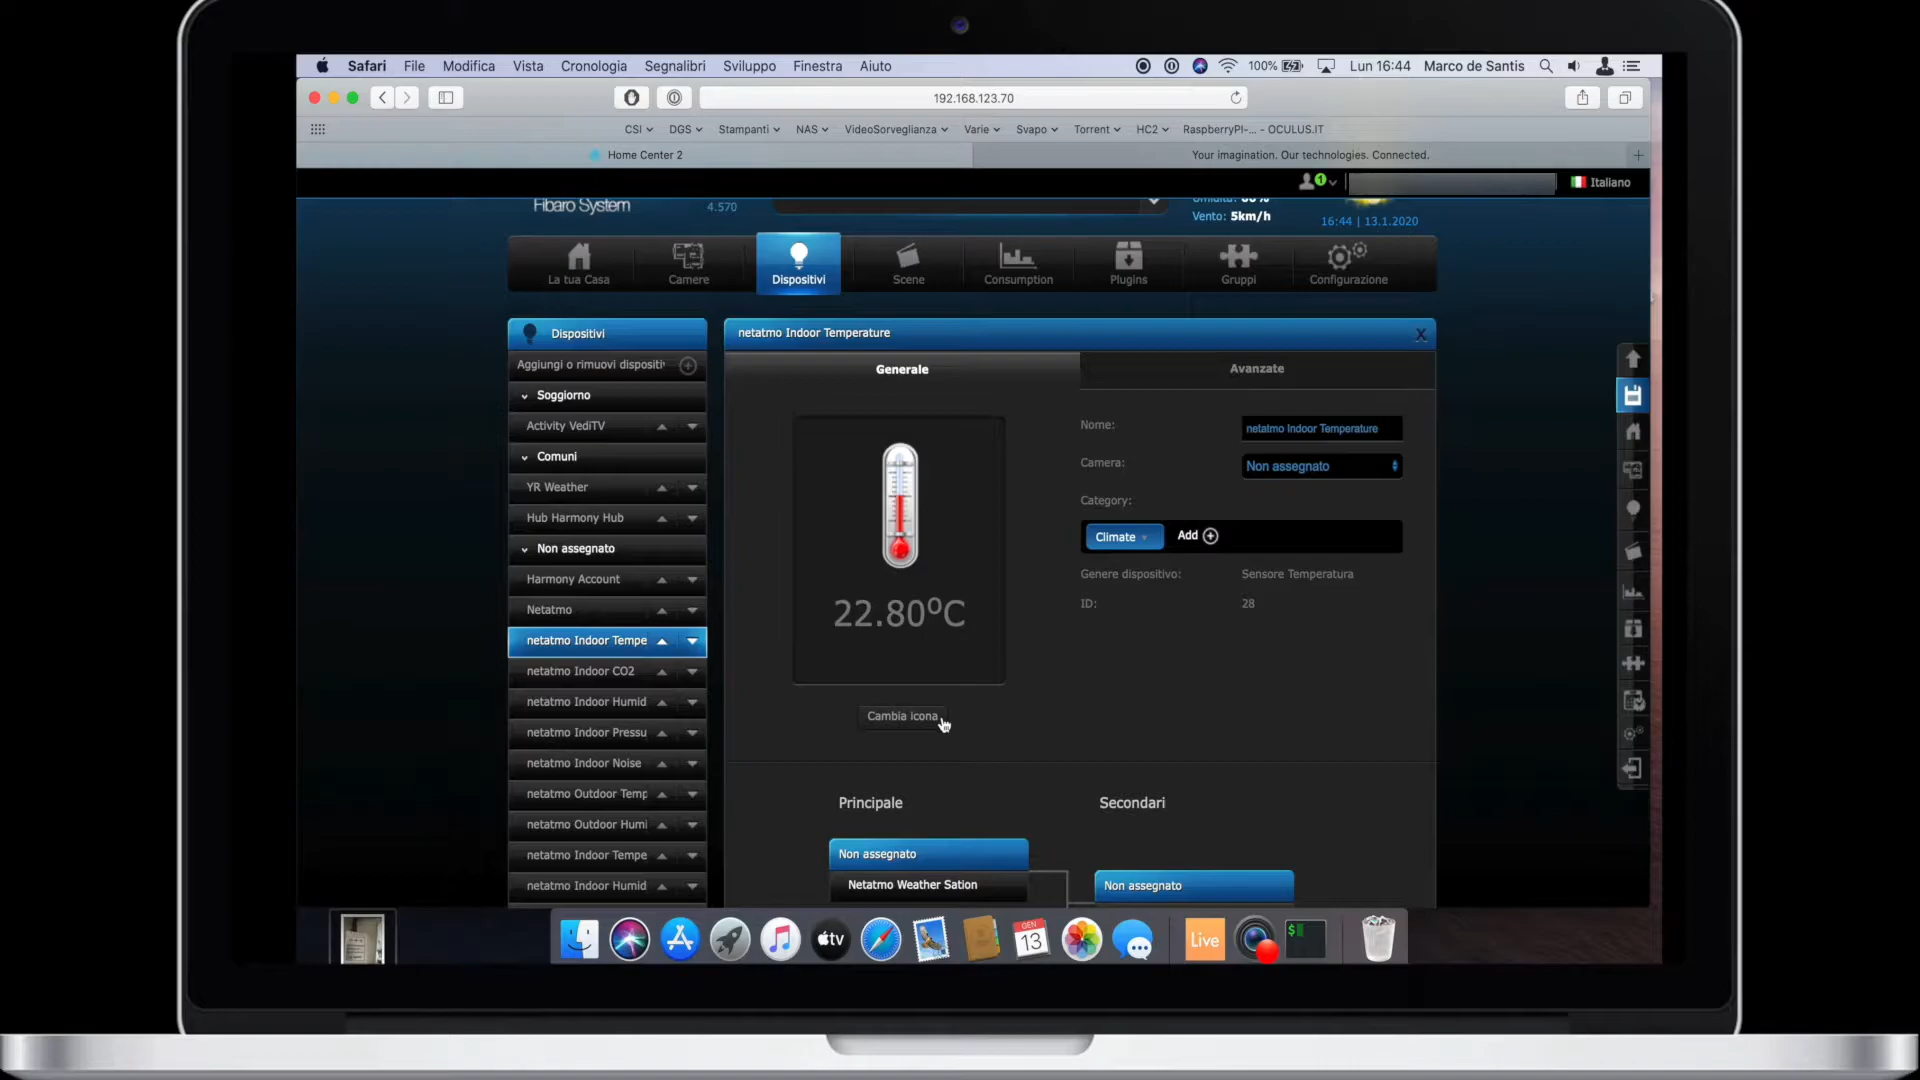 Safari File Modifica Vista Cronologia Segnalibri Sviluppo Finestra Aiuto 100% Lun 16:44 Marco de Santis
192.168.123.70
CSI DGS Stampanti NAS VideoSorveglianza Varie Svapo Torrent HC2 RaspberryPI-... - OCULUS.IT
Home Center 2 Your imagination. Our technologies. Connected.
1 Italiano
Fibaro System 4.570
Vento: 5km/h
16:44 | 13.1.2020
La tua Casa Camere Dispositivi Scene Consumption Plugins Gruppi Configurazione
Dispositivi
Aggiungi o rimuovi dispositi
Soggiorno
Activity VediTV
Comuni
YR Weather
Hub Harmony Hub
Non assegnato
Harmony Account
Netatmo
netatmo Indoor Tempe
netatmo Indoor CO2
netatmo Indoor Humid
netatmo Indoor Pressu
netatmo Indoor Noise
netatmo Outdoor Temp
netatmo Outdoor Humi
netatmo Indoor Tempe
netatmo Indoor Humid
netatmo Indoor Temperature X
Generale Avanzate
22.80°C
Cambia icona
Nome: netatmo Indoor Temperature
Camera: Non assegnato
Category:
Climate Add
Genere dispositivo: Sensore Temperatura
ID: 28
Principale Secondari
Non assegnato
Netatmo Weather Sation
Non assegnato
tv
GEN
13
Live
$